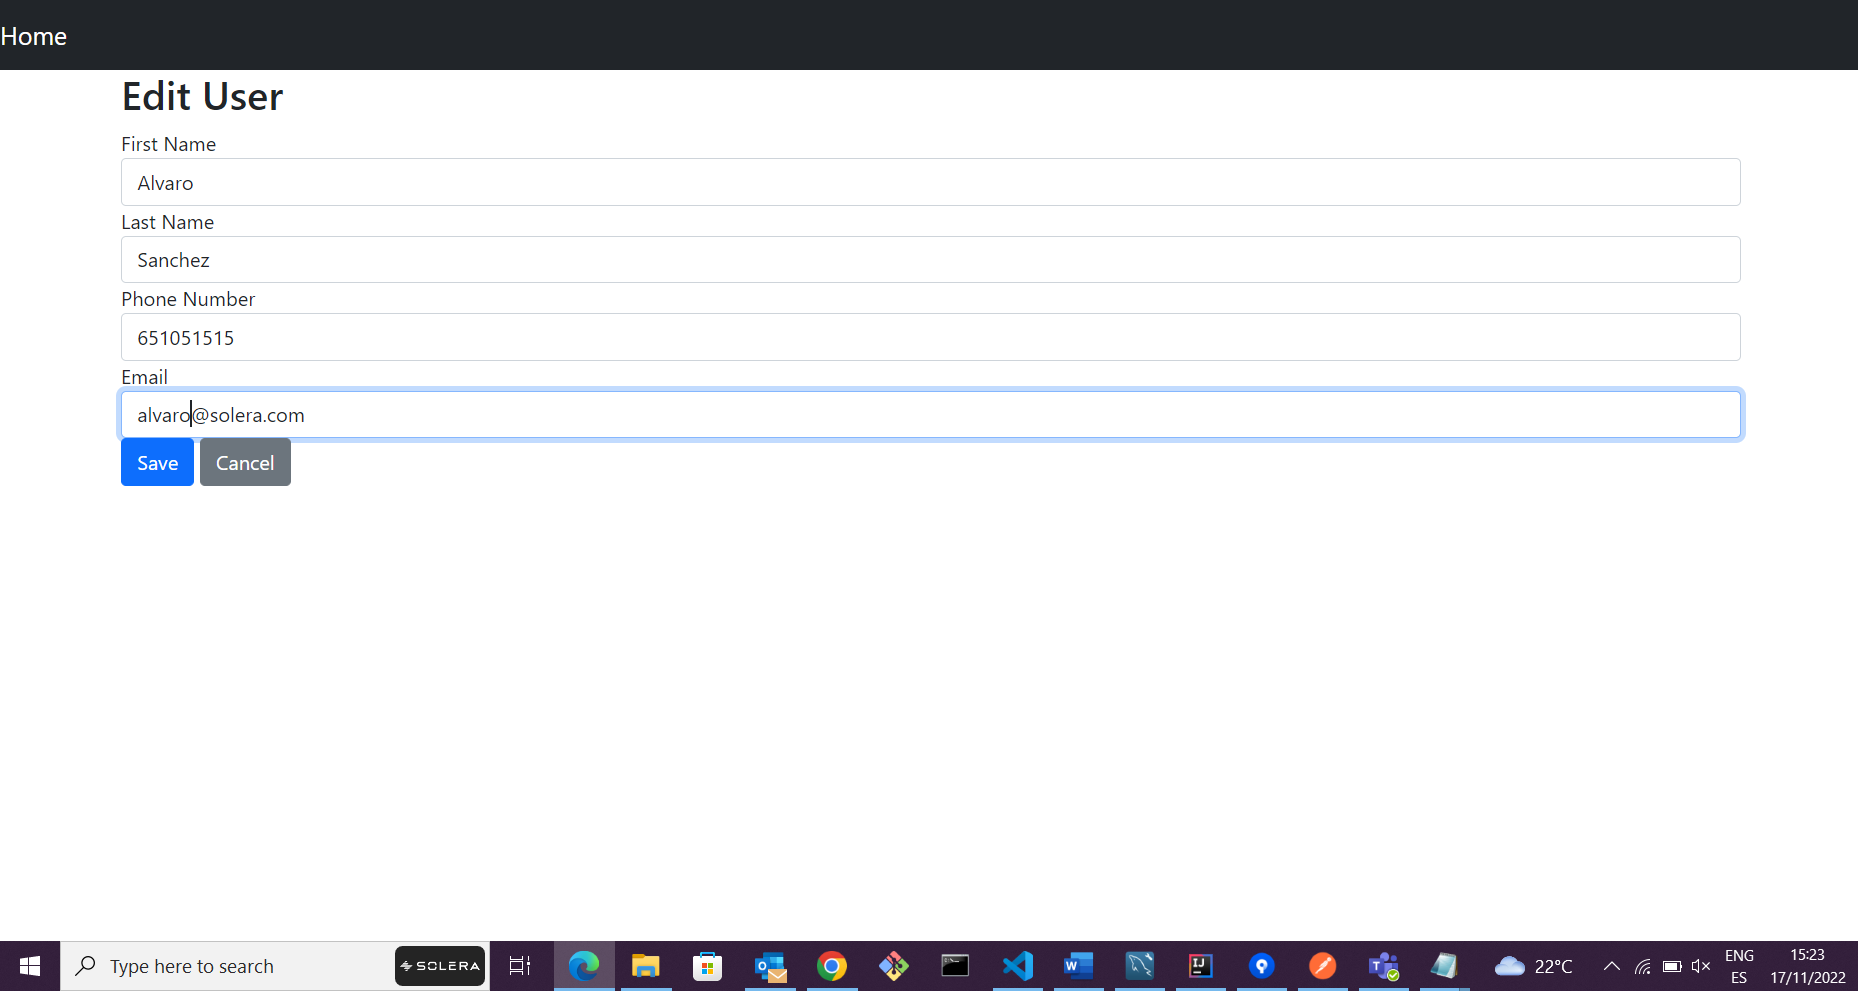 Home
Edit User
First Name
Alvaro
Last Name
Sanchez
Phone Number
651051515
Email
alvaro@solera.com
Save Cancel
Type here to search SOLERA 22°C ENG 15:23
ES 17/11/2022